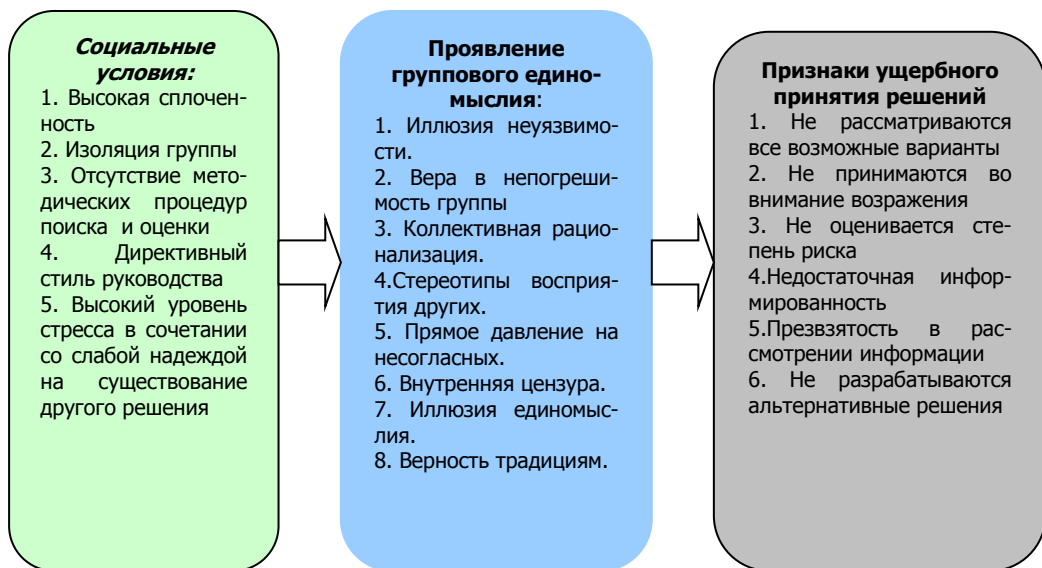 Социальные
условия:
1. Высокая сплочен-
ность
2. Изоляция группы
3. Отсутствие мето-
дических процедур
поиска и оценки
4. Директивный
стиль руководства
5. Высокий уровень
стресса в сочетании
со слабой надеждой
на существование
другого решения
Проявление
группового едино-
мыслия:
1. Иллюзия неуязвимо-
сти.
2. Вера в непогреши-
мость группы
3. Коллективная рацио-
нализация.
4.Стереотипы восприя-
тия других.
5. Прямое давление на
несогласных.
6. Внутренняя цензура.
7. Иллюзия единомыс-
лия.
8. Верность традициям.
Признаки ущербного
принятия решений
1. Не рассматриваются
все возможные варианты
2. Не принимаются во
внимание возражения
3. Не оценивается сте-
пень риска
4.Недостаточная инфор-
мированность
5.Презвзятость в рас-
смотрении информации
6. Не разрабатываются
альтернативные решения